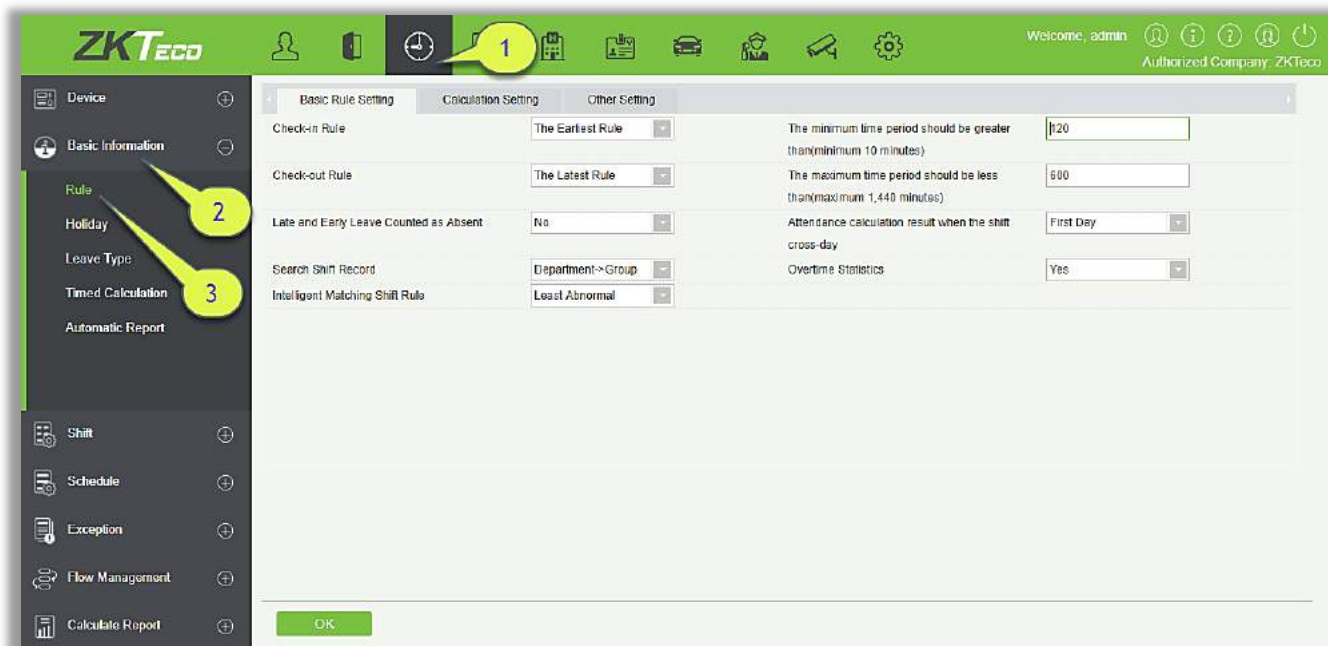 ZKTeco
1
Welcome, admin
Authorized Company: ZKTeco
Device
Basic Information
2
Rule
3
Holiday
Leave Type
Timed Calculation
Automatic Report
Shift
Schedule
Exception
Flow Management
Calculate Report
Basic Rule Setting Calculation Setting Other Setting
Check-in Rule The Earliest Rule The minimum time period should be greater 120
than(minimum 10 minutes)
Check-out Rule The Latest Rule The maximum time period should be less 600
than(maximum 1,440 minutes)
Late and Early Leave Counted as Absent No Attendance calculation result when the shift First Day
cross-day
Search Shift Record Department->Group Overtime Statistics Yes
Intelligent Matching Shift Rule Least Abnormal
OK